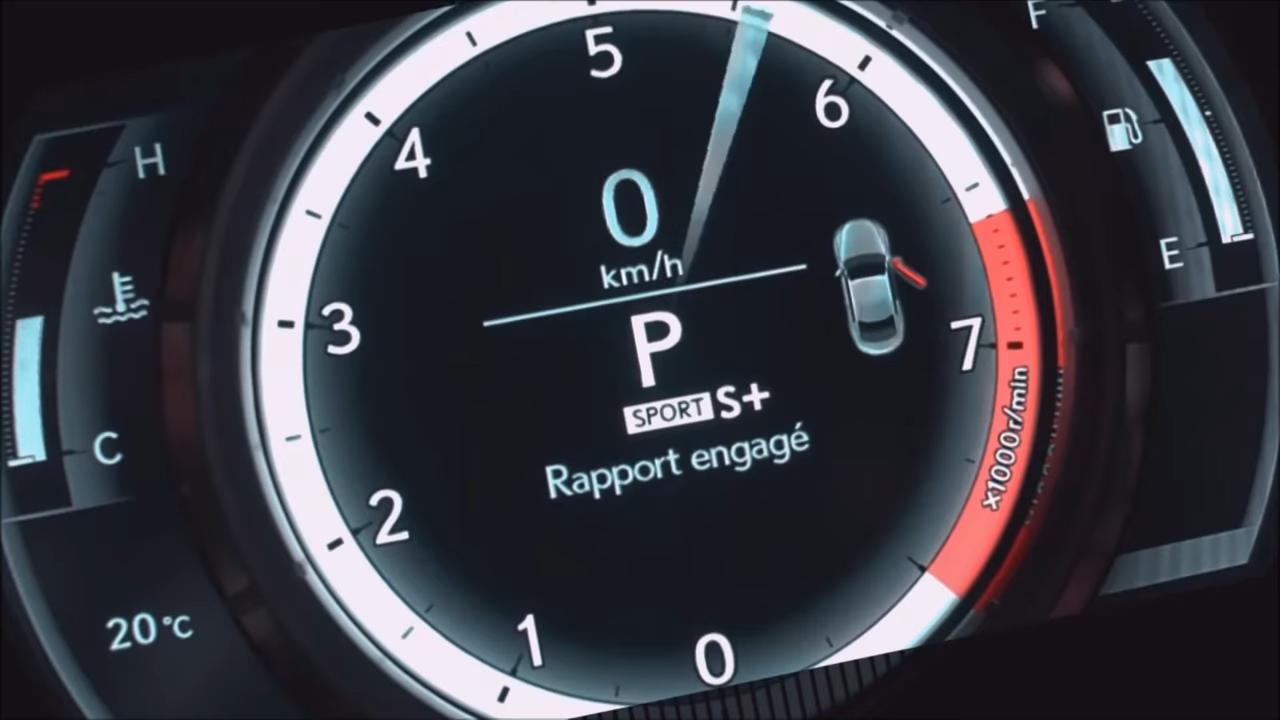 5
6
4
3
2
1
0
7
x1000r/min
0
km/h
P
SPORT S+
Rapport engagé
H
C
20°C
F
E